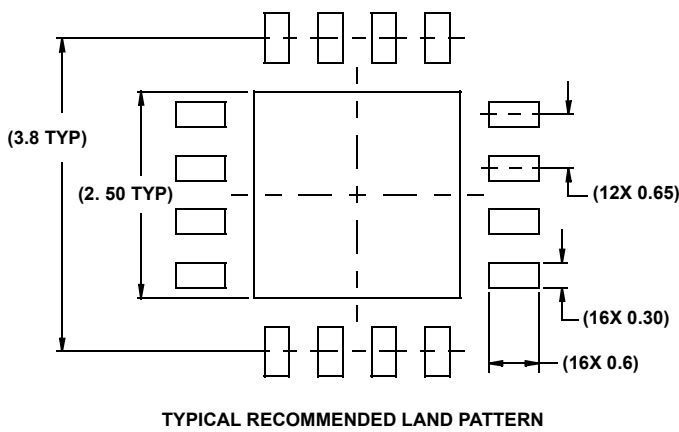 (3.8 TYP)
(2. 50 TYP)
(12X 0.65)
(16X 0.30)
(16X 0.6)
TYPICAL RECOMMENDED LAND PATTERN